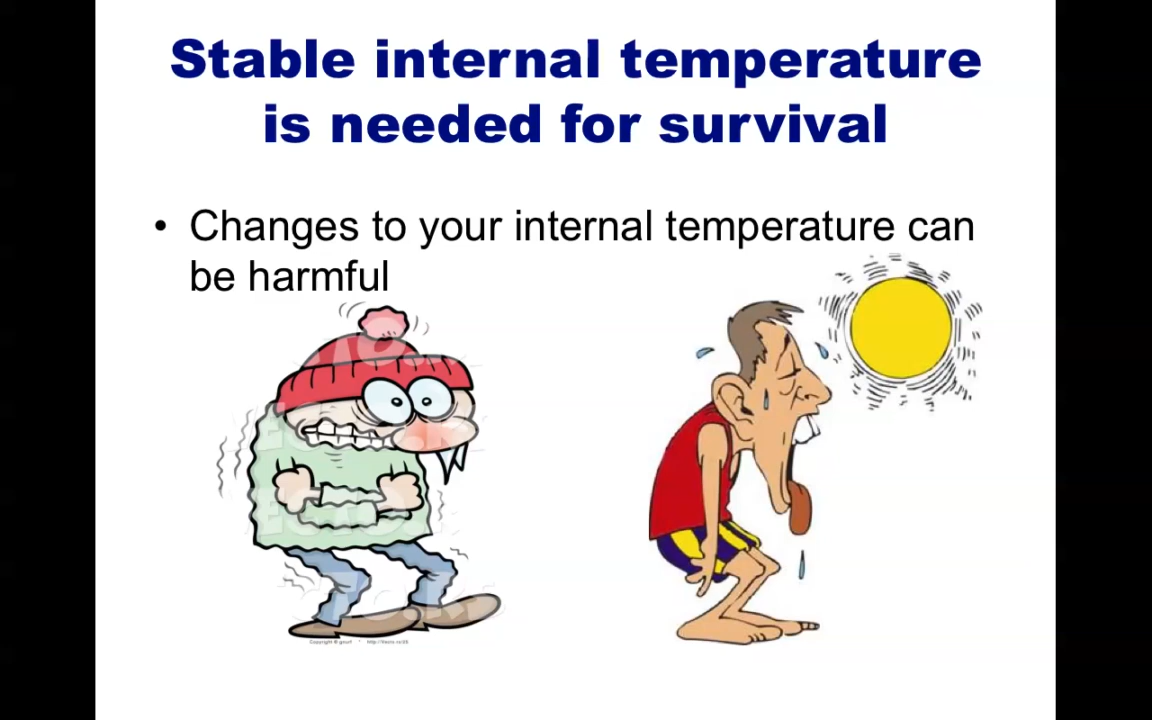 Stable internal temperature
is needed for survival
• Changes to your internal temperature can
be harmful